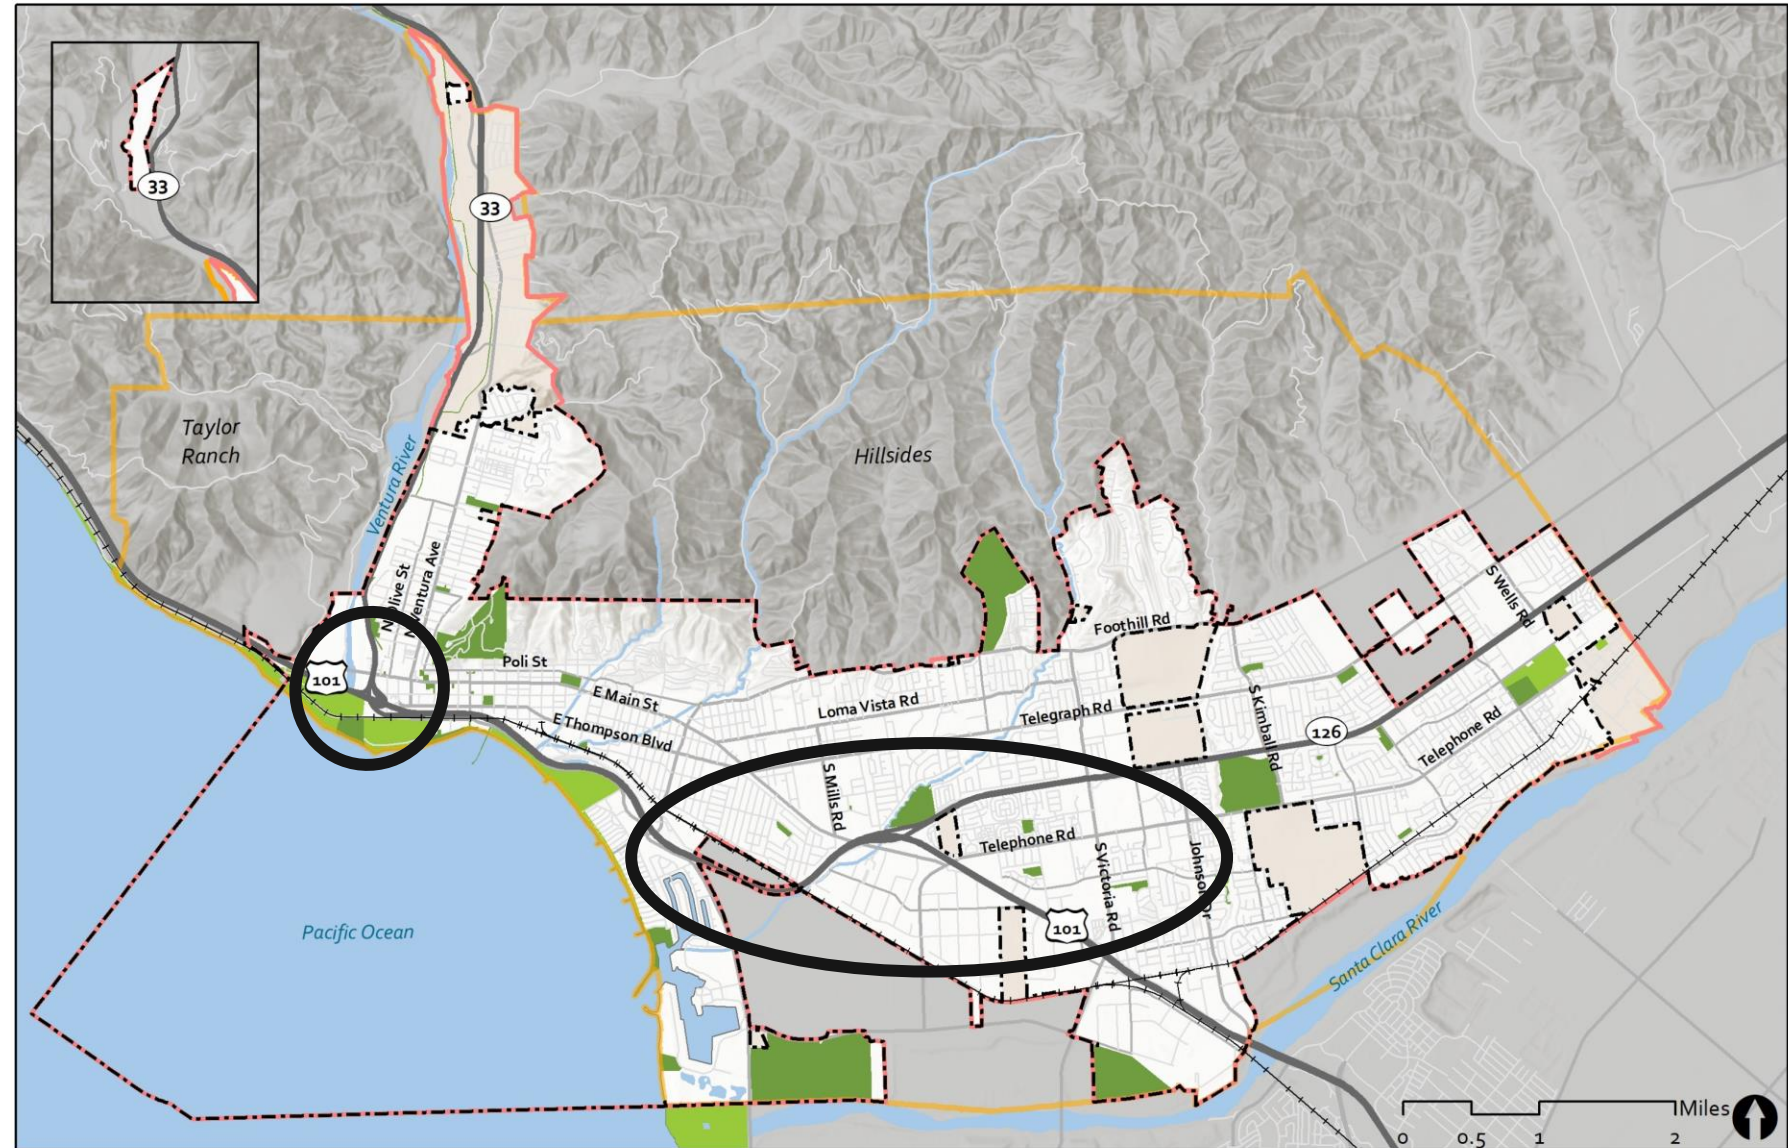 33
33
Taylor
Ranch
Ventura River
Hillsides
Olive St
Ventura Ave
S Wells Rd
Foothill Rd
Poli St
101
E Main St
Loma Vista Rd
Telegraph Rd
S Kimball Rd
E Thompson Blvd
126
Telephone Rd
S Mills Rd
Telephone Rd
S Victoria Rd
Johnson Dr
101
Pacific Ocean
Santa Clara River
Miles
0 0.5 1 2